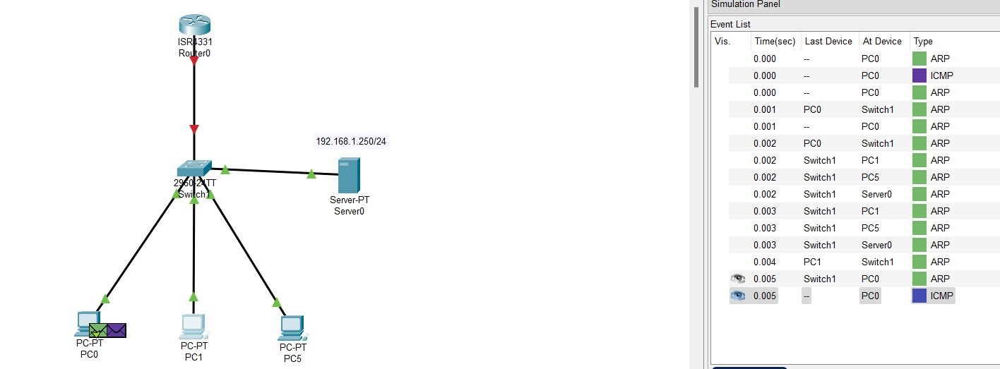 ISR4331
Router0
192.168.1.250/24
2960-24TT
Switch1
Server-PT
Server0
PC-PT
PC0
PC-PT
PC1
PC-PT
PC5
Simulation Panel
Event List
Vis. Time(sec) Last Device At Device Type
0.000 -- PC0 ARP
0.000 -- PC0 ICMP
0.000 -- PC0 ARP
0.001 PC0 Switch1 ARP
0.001 -- PC0 ARP
0.002 PC0 Switch1 ARP
0.002 Switch1 PC1 ARP
0.002 Switch1 PC5 ARP
0.002 Switch1 Server0 ARP
0.003 Switch1 PC1 ARP
0.003 Switch1 PC5 ARP
0.003 Switch1 Server0 ARP
0.004 PC1 Switch1 ARP
0.005 Switch1 PC0 ARP
0.005 -- PC0 ICMP